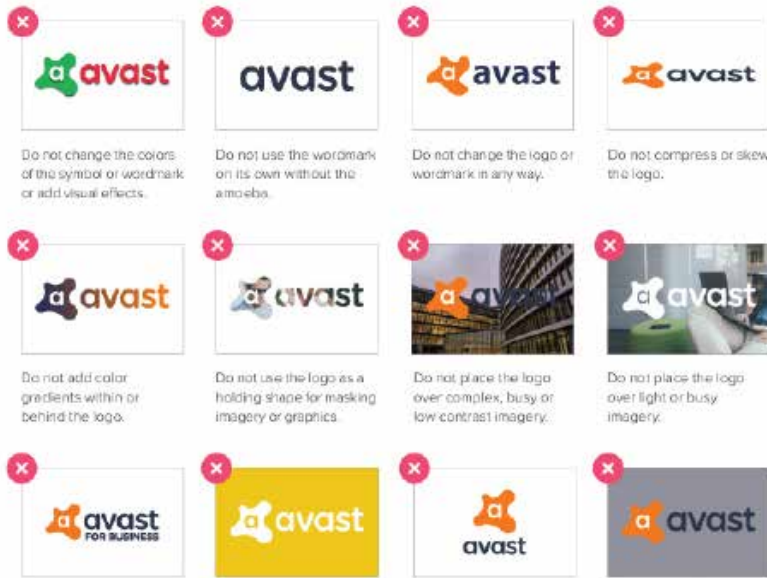 a avast
avast
a avast
a avast
Do not change the colors
of the symbol or wordmark
or add visual effects.
Do not use the wordmark
on its own without the
amoeba.
Do not change the logo or
wordmark in any way.
Do not compress or skew
the logo.
a avast
a avast
a avast
a avast
Do not add color
gradients within or
behind the logo.
Do not use the logo as a
holding shape for masking
imagery or graphics
Do not place the logo
over complex, busy or
low contrast imagery.
Do not place the logo
over light or busy
imagery.
a avast
FOR BUSINESS
a avast
a
avast
a avast